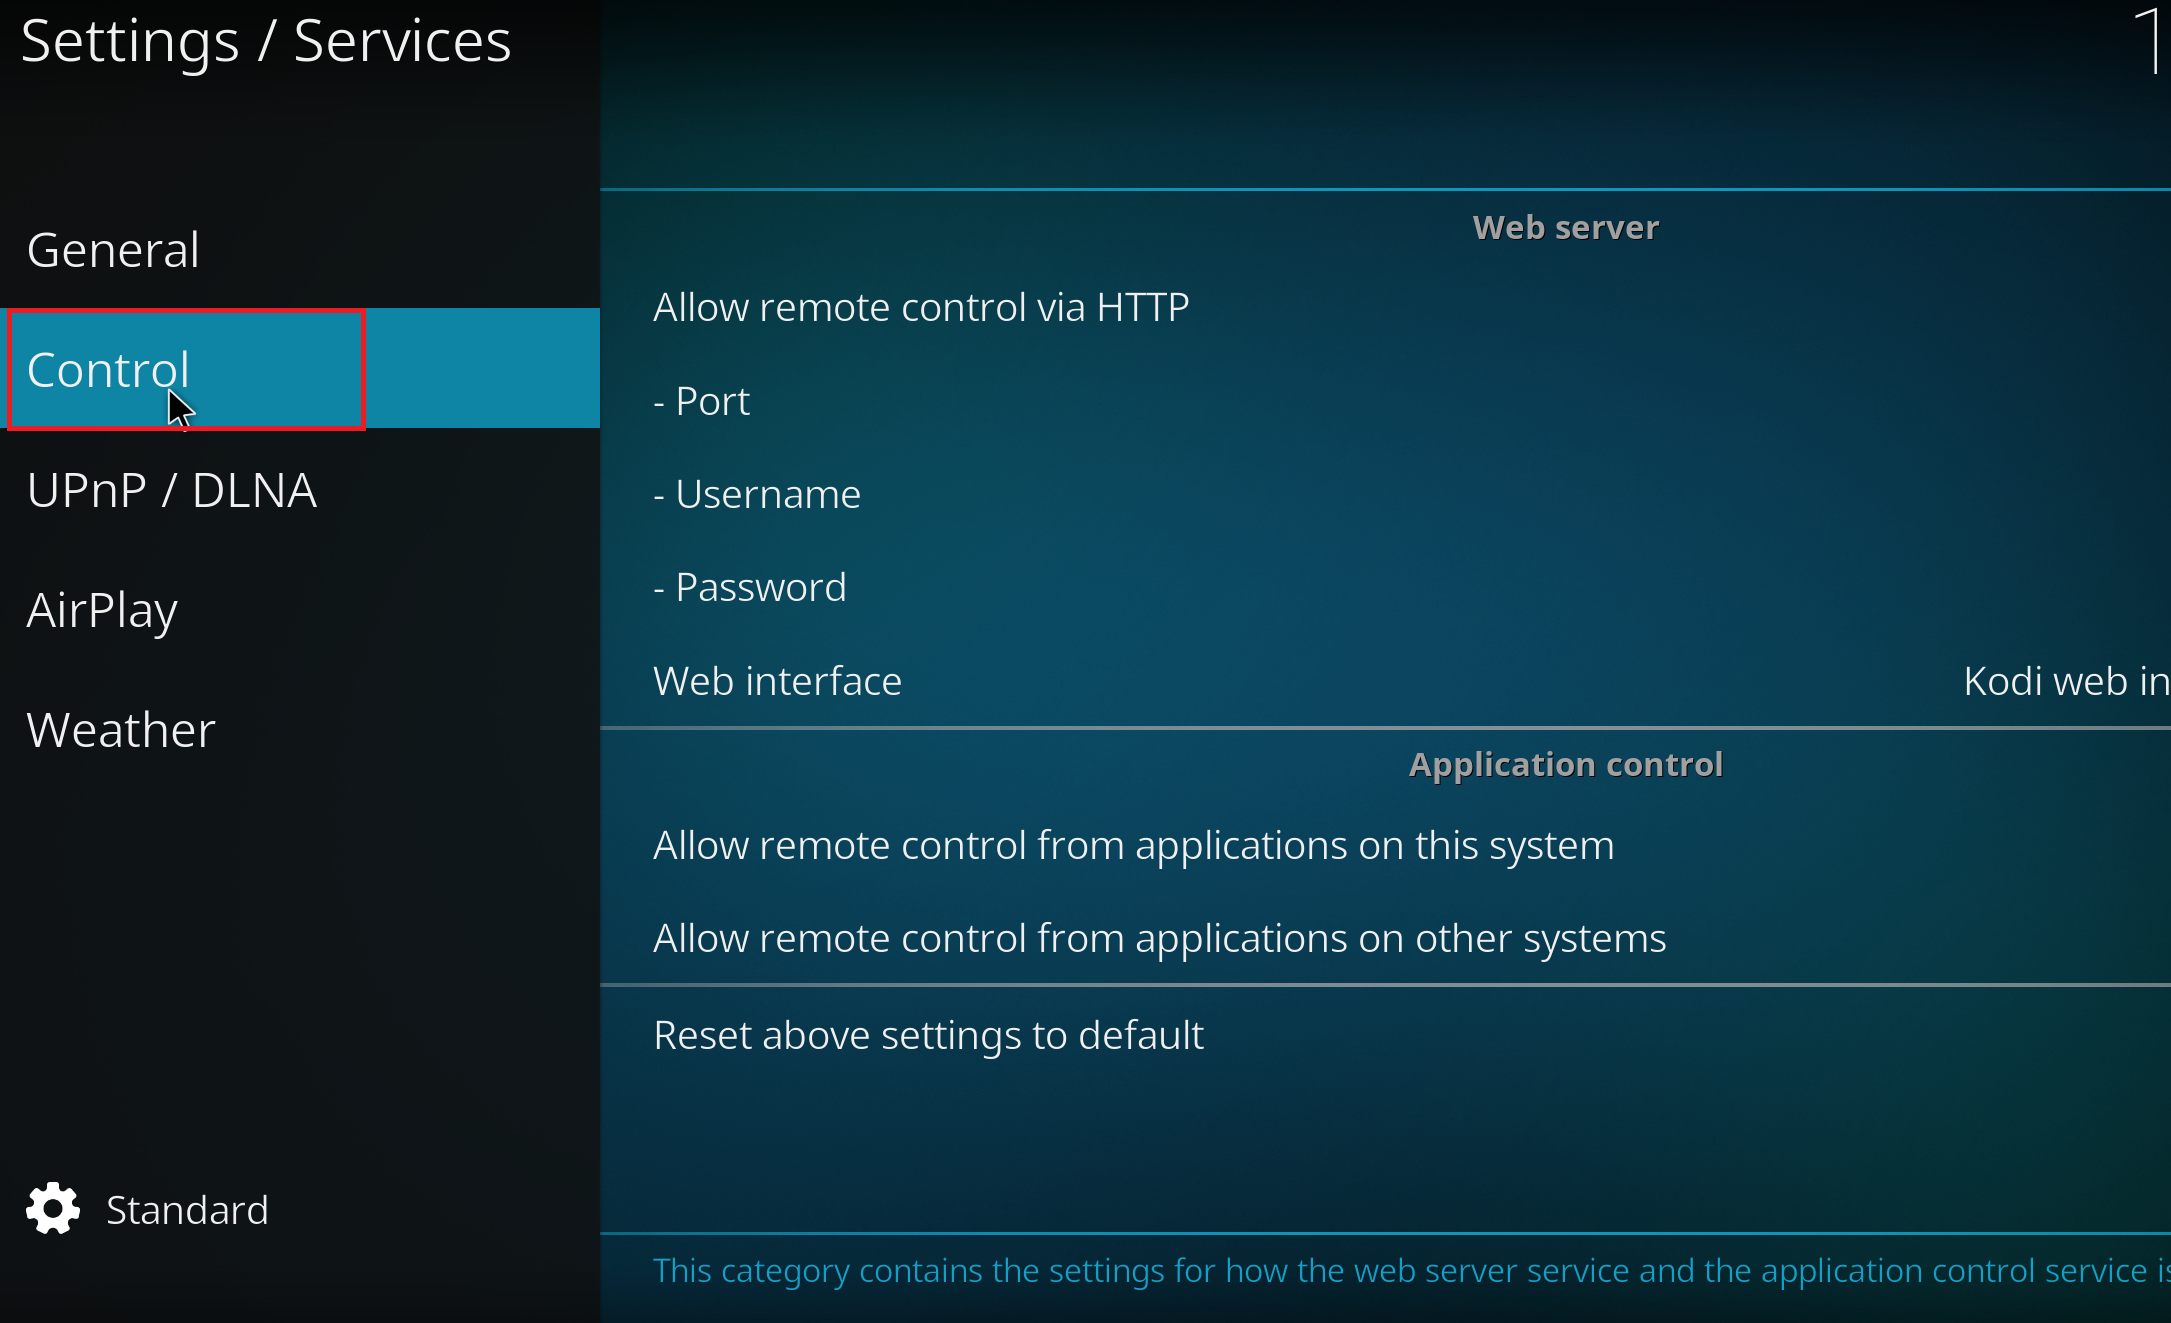 Settings / Services
1
General
Control
UPnP / DLNA
AirPlay
Weather
Standard
Web server
Allow remote control via HTTP
- Port
- Username
- Password
Web interface
Kodi web in
Application control
Allow remote control from applications on this system
Allow remote control from applications on other systems
Reset above settings to default
This category contains the settings for how the web server service and the application control service is